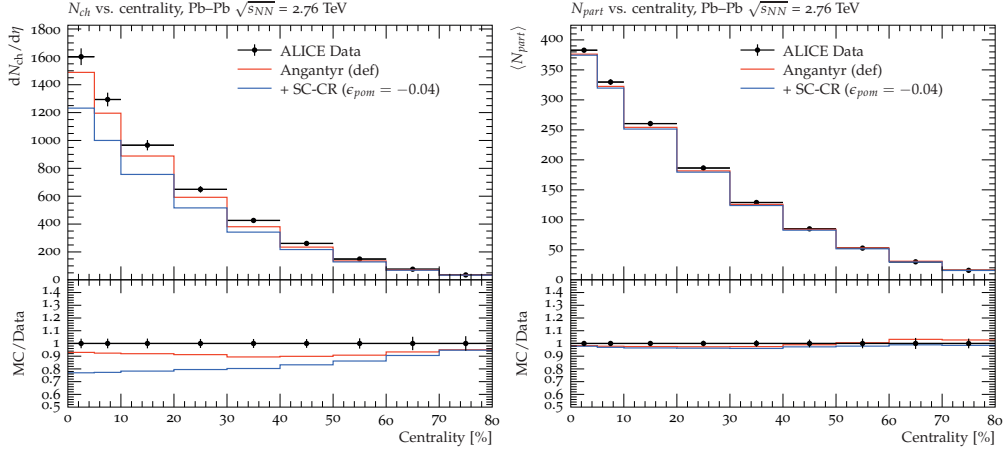 N_ch vs. centrality, Pb–Pb √s_NN = 2.76 TeV
dN_ch/dη
1800
1600
1400
1200
1000
800
600
400
200
0
ALICE Data
Angantyr (def)
+ SC-CR (ϵ_pom = −0.04)
MC/Data
1.4
1.3
1.2
1.1
1
0.9
0.8
0.7
0.6
0.5
0 10 20 30 40 50 60 70 80
Centrality [%]
N_part vs. centrality, Pb–Pb √s_NN = 2.76 TeV
⟨N_part⟩
400
350
300
250
200
150
100
50
0
ALICE Data
Angantyr (def)
+ SC-CR (ϵ_pom = −0.04)
MC/Data
1.4
1.3
1.2
1.1
1
0.9
0.8
0.7
0.6
0.5
0 10 20 30 40 50 60 70 80
Centrality [%]